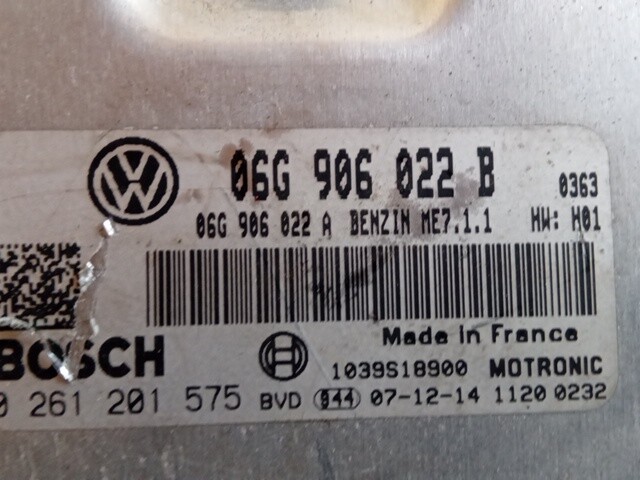 06G 906 022 B 0363
06G 906 022 A BENZIN ME7.1.1 HW: H01
Made in France
BOSCH 1039S18900 MOTRONIC
0 261 201 575 BVD 944 07-12-14 1120 0232